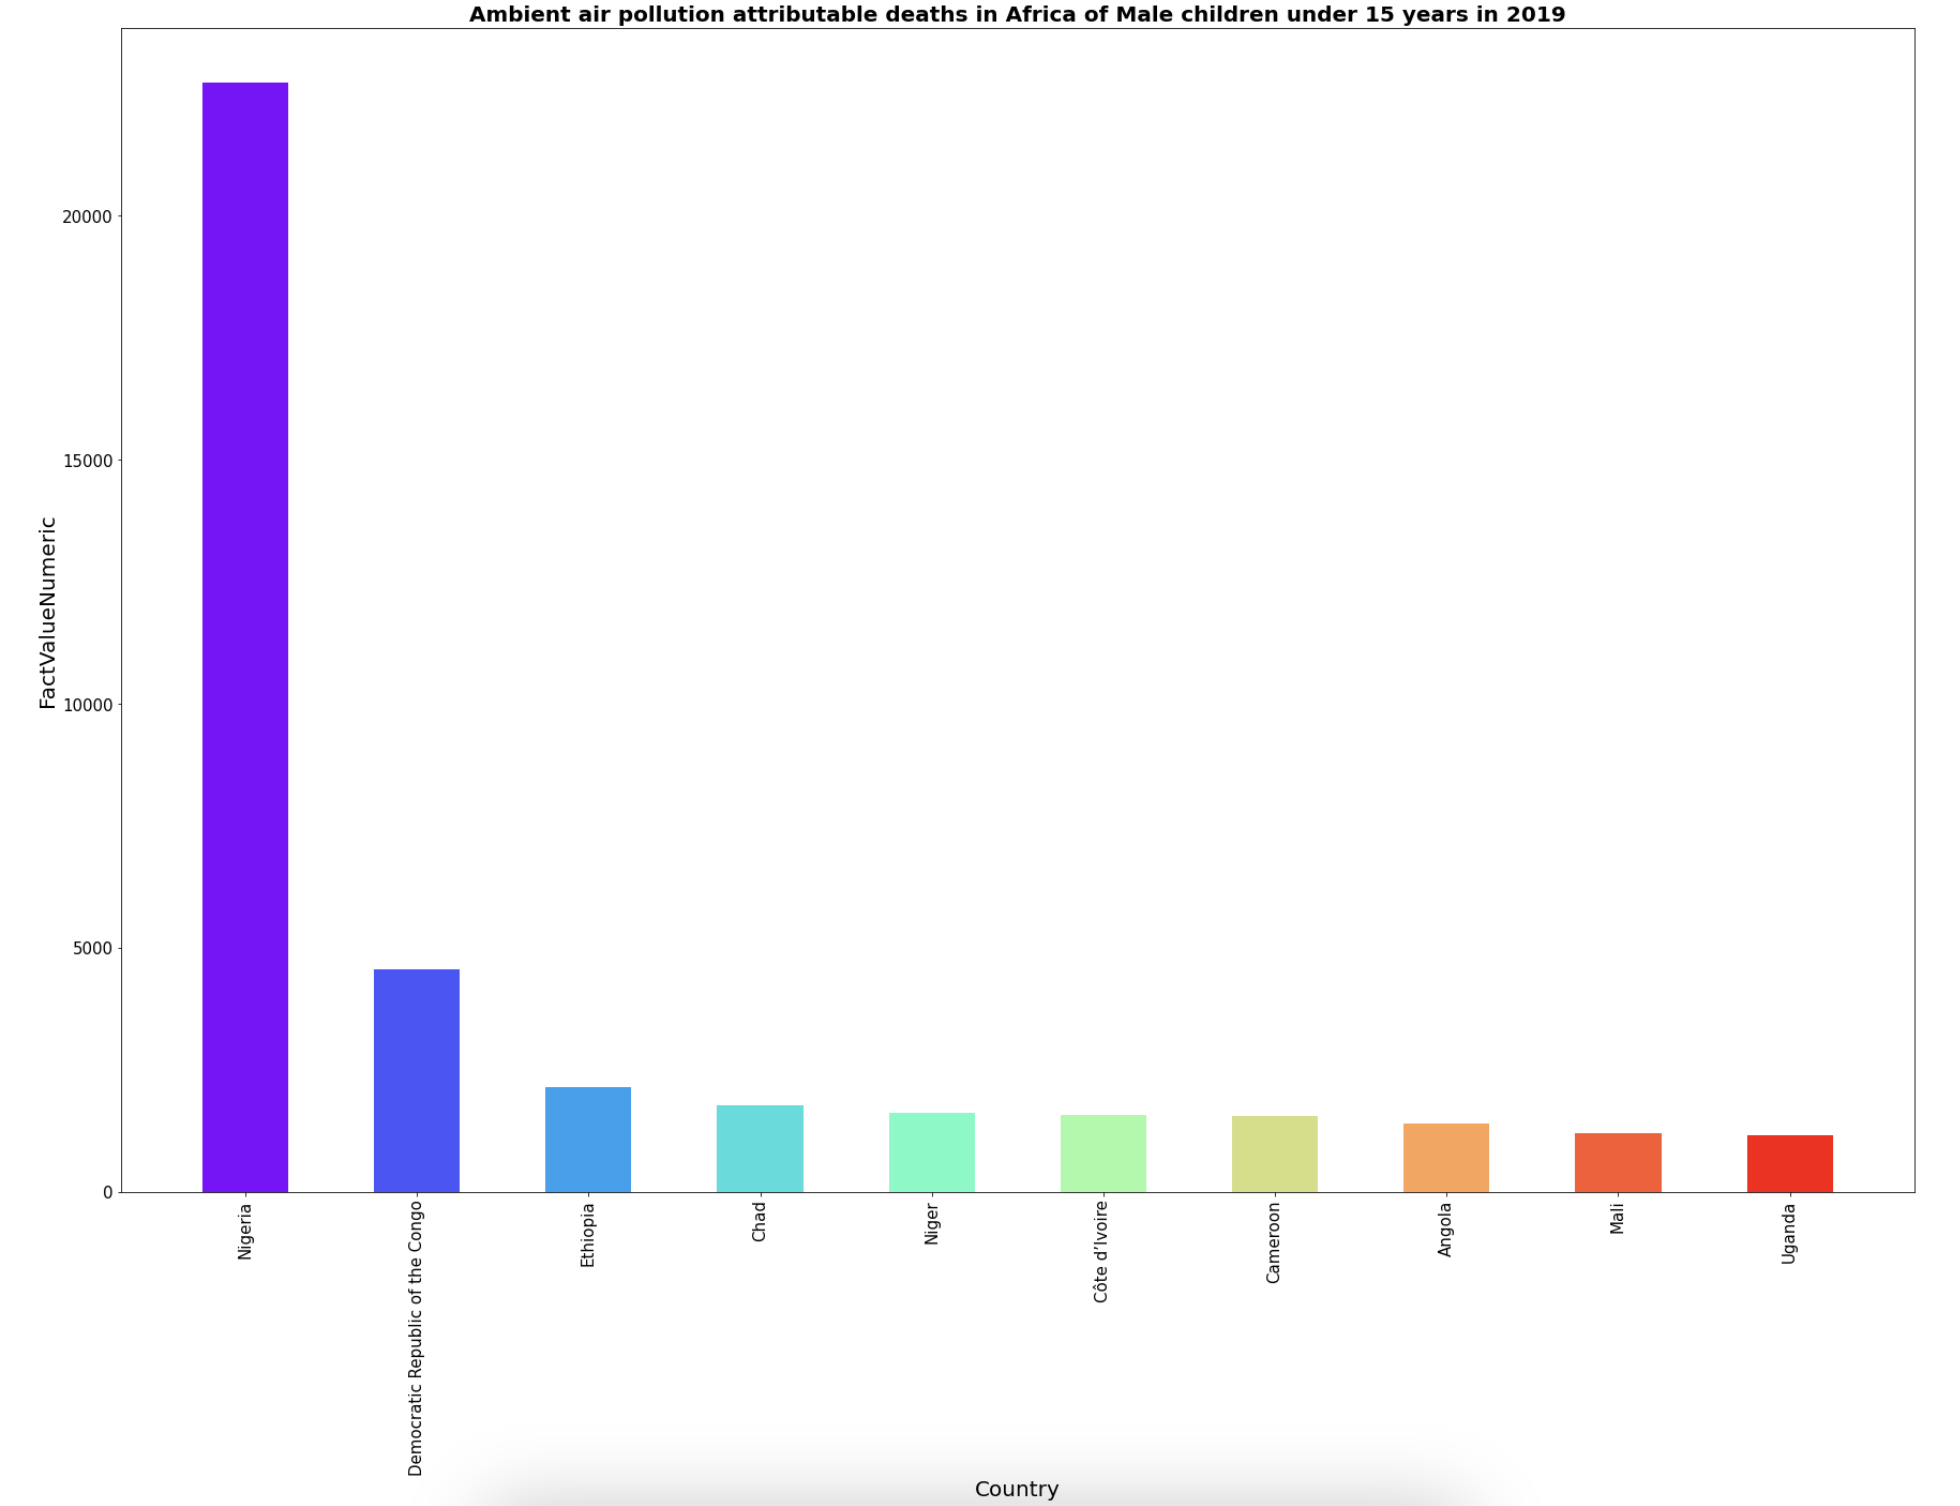 Ambient air pollution attributable deaths in Africa of Male children under 15 years in 2019
FactValueNumeric
20000
15000
10000
5000
0
Nigeria
Democratic Republic of the Congo
Ethiopia
Chad
Niger
Côte d’Ivoire
Cameroon
Angola
Mali
Uganda
Country